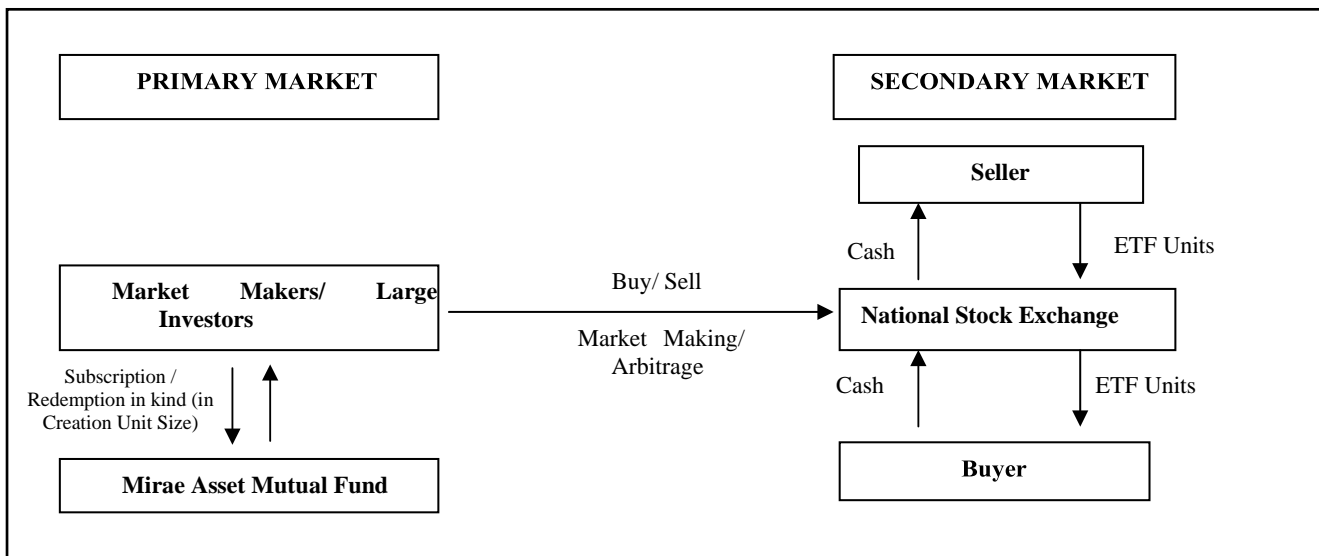 PRIMARY MARKET
SECONDARY MARKET
Seller
Cash
ETF Units
Market Makers/ Large
Investors
Buy/ Sell
Market Making/
Arbitrage
National Stock Exchange
Subscription /
Redemption in kind (in
Creation Unit Size)
Cash
ETF Units
Mirae Asset Mutual Fund
Buyer